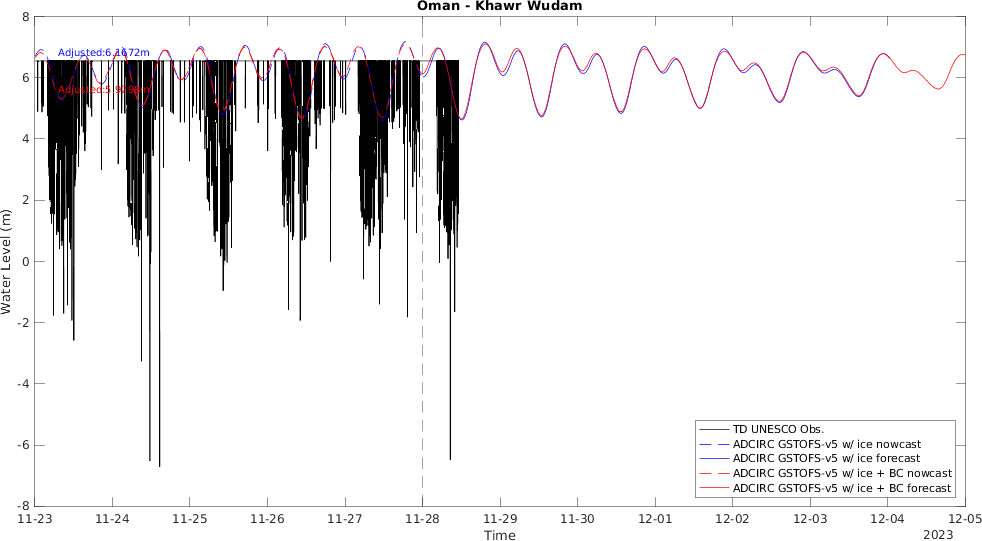 Oman - Khawr Wudam
8
6
4
2
0
-2
-4
-6
-8
Water Level (m)
Adjusted:6.1672m
TD UNESCO Obs.
ADCIRC GSTOFS-v5 w/ ice nowcast
ADCIRC GSTOFS-v5 w/ ice forecast
ADCIRC GSTOFS-v5 w/ ice + BC nowcast
ADCIRC GSTOFS-v5 w/ ice + BC forecast
11-23 11-24 11-25 11-26 11-27 11-28 11-29 11-30 12-01 12-02 12-03 12-04 12-05
Time
2023